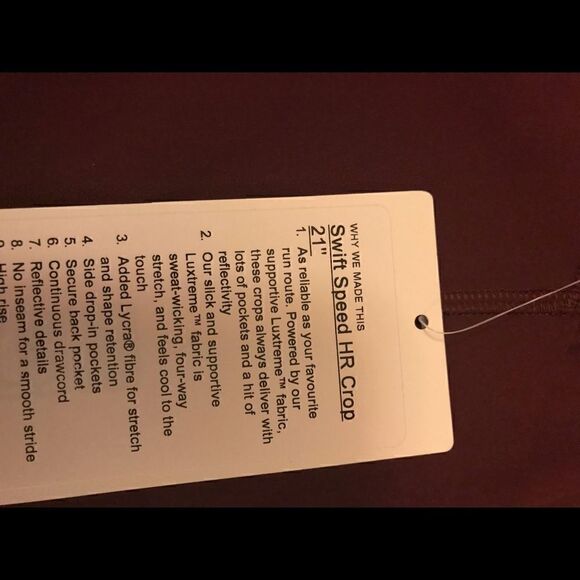 WHY WE MADE THIS
Swift Speed HR Crop
21"
1. As reliable as your favourite
run route. Powered by our
supportive Luxtreme™ fabric,
these crops always deliver with
lots of pockets and a hit of
reflectivity
2. Our slick and supportive
Luxtreme™ fabric is
sweat-wicking, four-way
stretch, and feels cool to the
touch
3. Added Lycra® fibre for stretch
and shape retention
4. Side drop-in pockets
5. Secure back pocket
6. Continuous drawcord
7. Reflective details
8. No inseam for a smooth stride
9. High rise